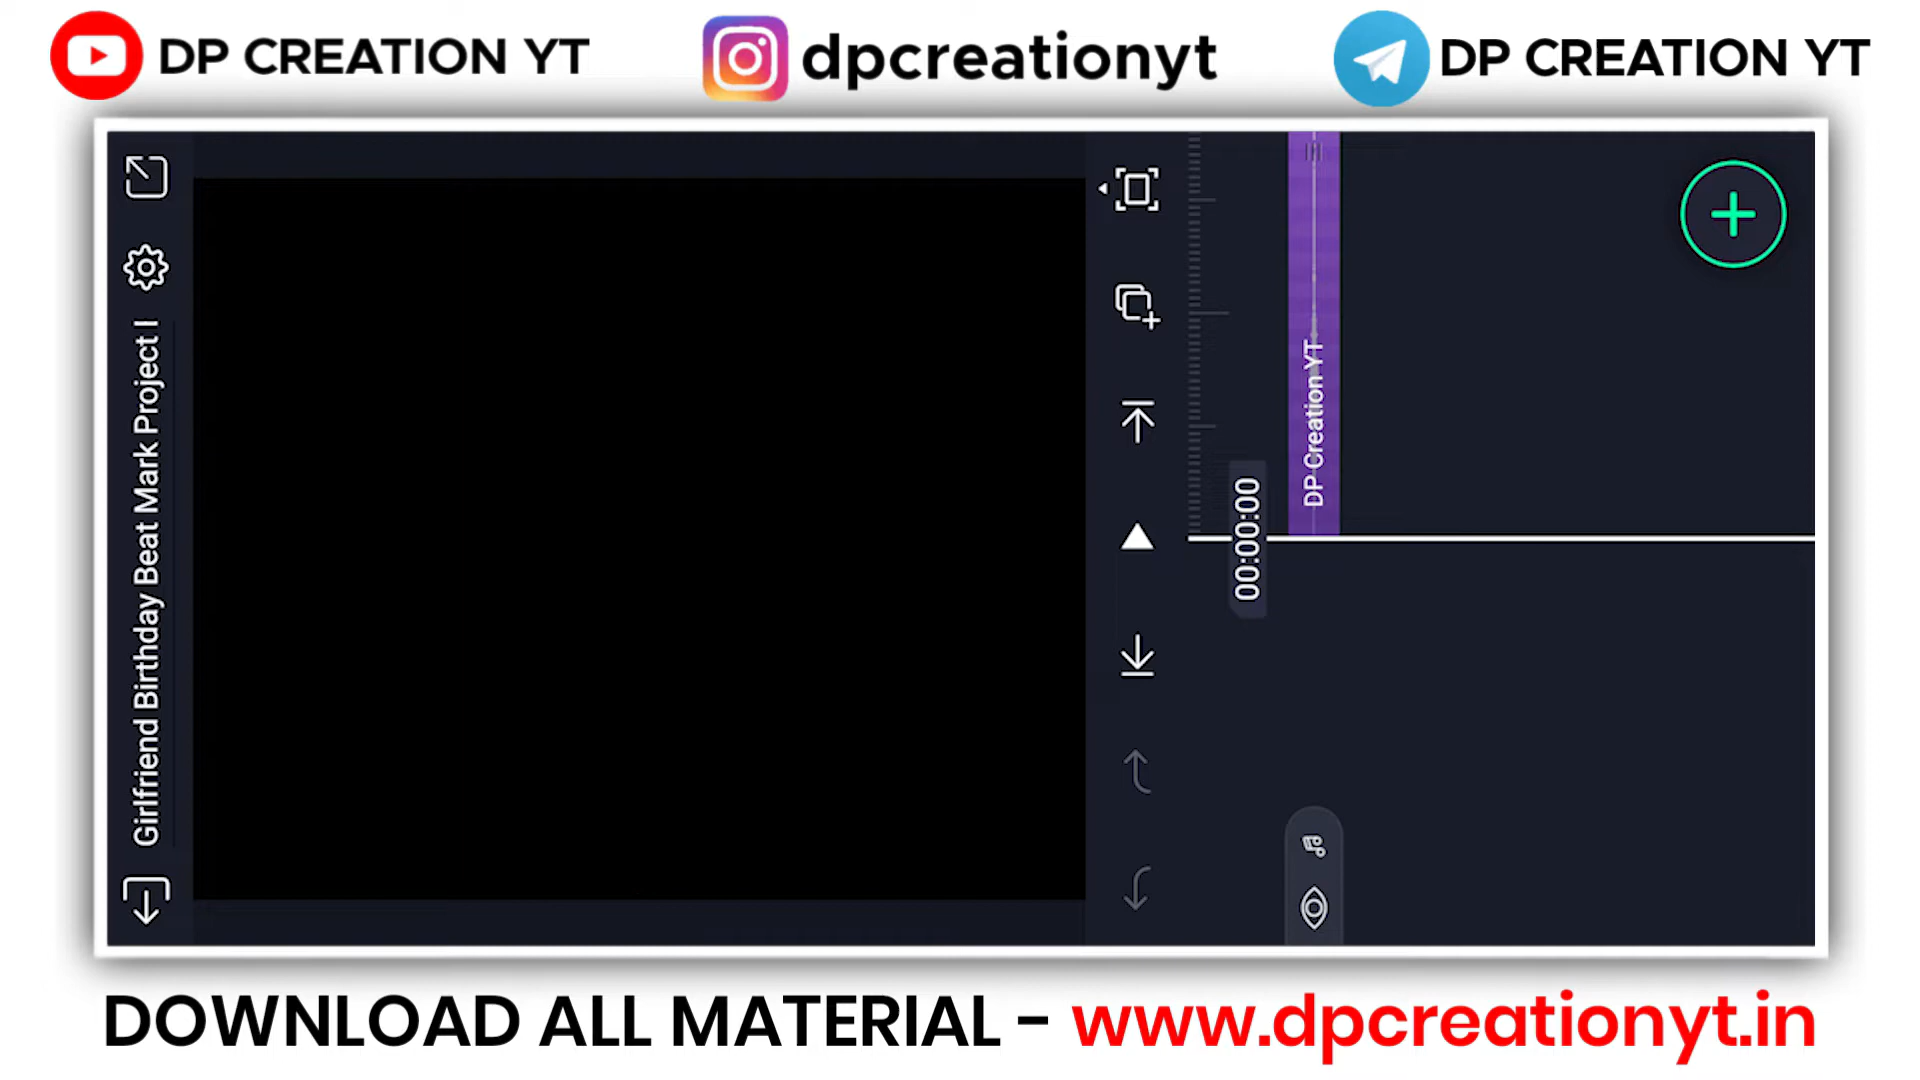 DP CREATION YT
dpcreationyt
DP CREATION YT
Girlfriend Birthday Beat Mark Project
00:00:00
DP Creation YT
DOWNLOAD ALL MATERIAL - www.dpcreationyt.in